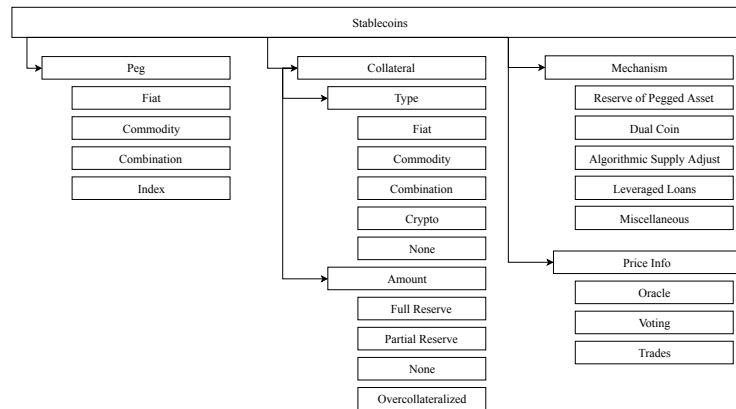 Stablecoins
Peg
Fiat
Commodity
Combination
Index
Collateral
Type
Fiat
Commodity
Combination
Crypto
None
Amount
Full Reserve
Partial Reserve
None
Overcollateralized
Mechanism
Reserve of Pegged Asset
Dual Coin
Algorithmic Supply Adjust
Leveraged Loans
Miscellaneous
Price Info
Oracle
Voting
Trades